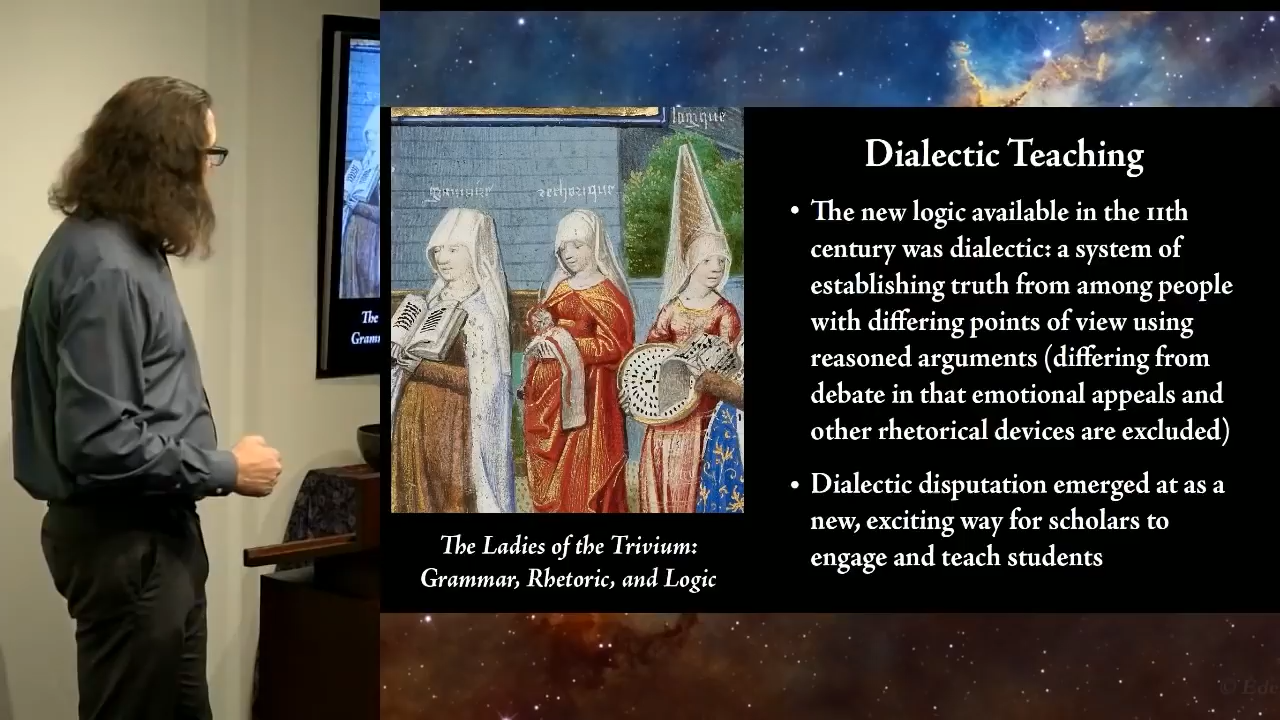 Dialectic Teaching
• The new logic available in the 11th
century was dialectic: a system of
establishing truth from among people
with differing points of view using
reasoned arguments (differing from
debate in that emotional appeals and
other rhetorical devices are excluded)
• Dialectic disputation emerged at as a
new, exciting way for scholars to
engage and teach students
The Ladies of the Trivium:
Grammar, Rhetoric, and Logic
The